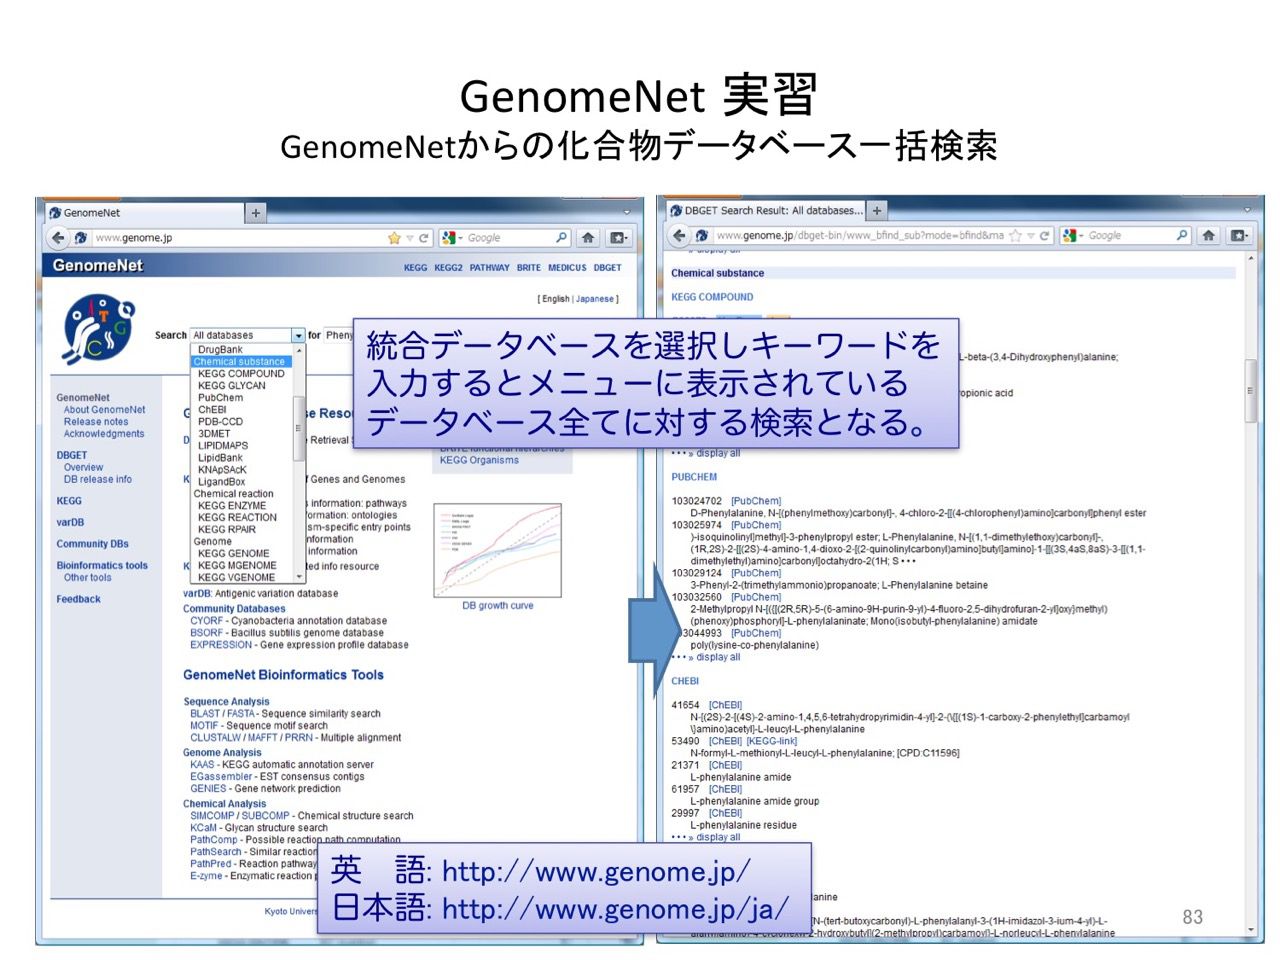 GenomeNet 実習
GenomeNetからの化合物データベース一括検索
GenomeNet
www.genome.jp
Google
GenomeNet
KEGG KEGG2 PATHWAY BRITE MEDICUS DBGET
[ English | Japanese ]
Search All databases for Pheny
DrugBank
Chemical substance
KEGG COMPOUND
KEGG GLYCAN
PubChem
ChEBI
PDB-CCD
3DMET
LIPIDMAPS
LipidBank
KNApSAcK
LigandBox
Chemical reaction
KEGG ENZYME
KEGG REACTION
KEGG RPAIR
Genome
KEGG GENOME
KEGG MGENOME
KEGG VGENOME
GenomeNet
About GenomeNet
Release notes
Acknowledgments
DBGET
Overview
DB release info
KEGG
varDB
Community DBs
Bioinformatics tools
Other tools
Feedback
se Resou
e Retrieval
KEGG Organisms
f Genes and Genomes
s information: pathways
formation: ontologies
sm-specific entry points
information
information
ted info resource
varDB: Antigenic variation database
Community Databases
CYORF - Cyanobacteria annotation database
BSORF - Bacillus subtilis genome database
EXPRESSION - Gene expression profile database
DB growth curve
GenomeNet Bioinformatics Tools
Sequence Analysis
BLAST / FASTA - Sequence similarity search
MOTIF - Sequence motif search
CLUSTALW / MAFFT / PRRN - Multiple alignment
Genome Analysis
KAAS - KEGG automatic annotation server
EGassembler - EST consensus contigs
GENIES - Gene network prediction
Chemical Analysis
SIMCOMP / SUBCOMP - Chemical structure search
KCaM - Glycan structure search
PathComp - Possible reaction path computation
PathSearch - Similar reaction
PathPred - Reaction pathway
E-zyme - Enzymatic reaction p
Kyoto Univers
統合データベースを選択しキーワードを
入力するとメニューに表示されている
データベース全てに対する検索となる。
DBGET Search Result: All databases...
www.genome.jp/dbget-bin/www_bfind_sub?mode=bfind&ma
Google
Chemical substance
KEGG COMPOUND
L-beta-(3,4-Dihydroxyphenyl)alanine;
opionic acid
• • • » display all
PUBCHEM
103024702 [PubChem]
D-Phenylalanine, N-[(phenylmethoxy)carbonyl]-, 4-chloro-2-[[(4-chlorophenyl)amino]carbonyl]phenyl ester
103025974 [PubChem]
)-isoquinolinyl]methyl]-3-phenylpropyl ester; L-Phenylalanine, N-[(1,1-dimethylethoxy)carbonyl]-,
(1R,2S)-2-[[(2S)-4-amino-1,4-dioxo-2-[(2-quinolinylcarbonyl)amino]butyl]amino]-1-[[(3S,4aS,8aS)-3-[[(1,1-
dimethylethyl)amino]carbonyl]octahydro-2(1H; S • • •
103029124 [PubChem]
3-Phenyl-2-(trimethylammonio)propanoate; L-Phenylalanine betaine
103032560 [PubChem]
2-Methylpropyl N-[({[(2R,5R)-5-(6-amino-9H-purin-9-yl)-4-fluoro-2,5-dihydrofuran-2-yl]oxy}methyl)
(phenoxy)phosphoryl]-L-phenylalaninate; Mono(isobutyl-phenylalanine) amidate
3044993 [PubChem]
poly(lysine-co-phenylalanine)
• • • » display all
CHEBI
41654 [ChEBI]
N-[(2S)-2-[(4S)-2-amino-1,4,5,6-tetrahydropyrimidin-4-yl]-2-(\{[(1S)-1-carboxy-2-phenylethyl]carbamoyl
\}amino)acetyl]-L-leucyl-L-phenylalanine
53490 [ChEBI] [KEGG-link]
N-formyl-L-methionyl-L-leucyl-L-phenylalanine; [CPD:C11596]
21371 [ChEBI]
L-phenylalanine amide
61957 [ChEBI]
L-phenylalanine amide group
29997 [ChEBI]
L-phenylalanine residue
• • • » display all
anine
N-(tert-butoxycarbonyl)-L-phenylalanyl-3-(1H-imidazol-3-ium-4-yl)-L-
alanyl)amino]-4-cyclohexyl-2-hydroxybutyl](2-methylpropyl)carbamoyl}-L-norleucyl-L-phenylalanine
英　語: http://www.genome.jp/
日本語: http://www.genome.jp/ja/
83